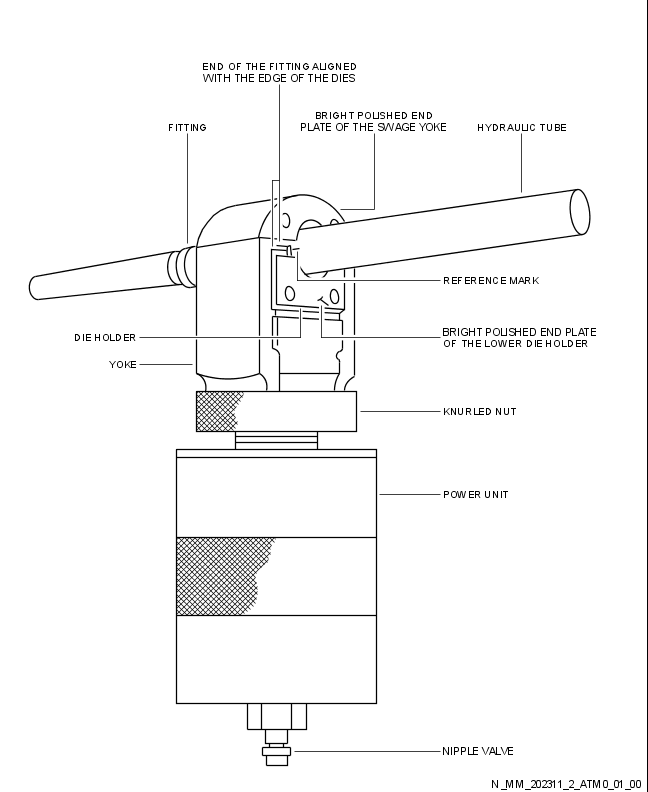 END OF THE FITTING ALIGNED
WITH THE EDGE OF THE DIES
BRIGHT POLISHED END
PLATE OF THE SWAGE YOKE
FITTING
HYDRAULIC TUBE
REFERENCE MARK
DIE HOLDER
BRIGHT POLISHED END PLATE
OF THE LOWER DIE HOLDER
YOKE
KNURLED NUT
POWER UNIT
NIPPLE VALVE
N_MM_202311_2_ATM0_01_00